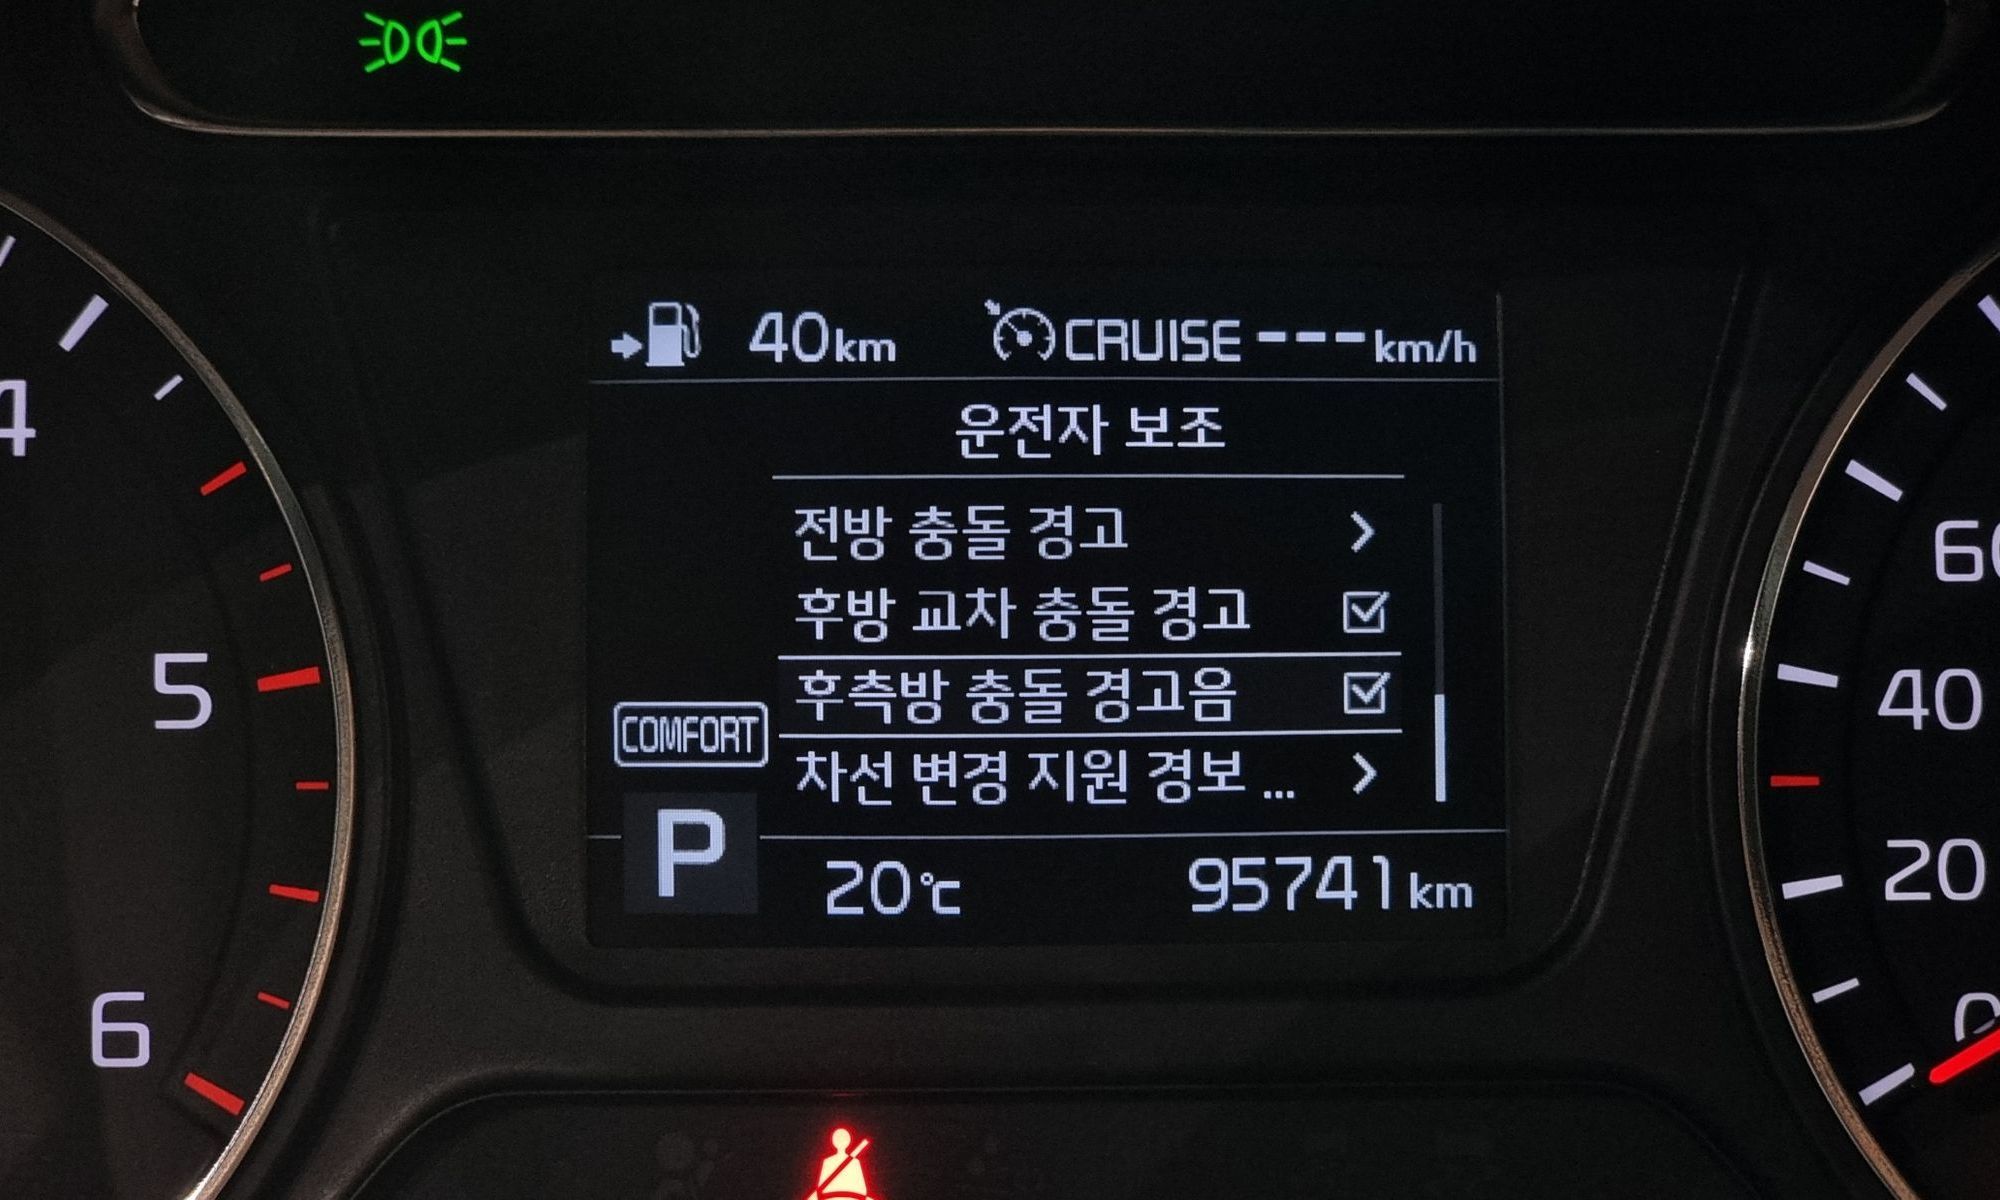 40km CRUISE ---km/h
운전자 보조
전방 충돌 경고
후방 교차 충돌 경고
후측방 충돌 경고음
차선 변경 지원 경보 ...
COMFORT
P
20℃ 95741km
4
5
6
60
40
20
0